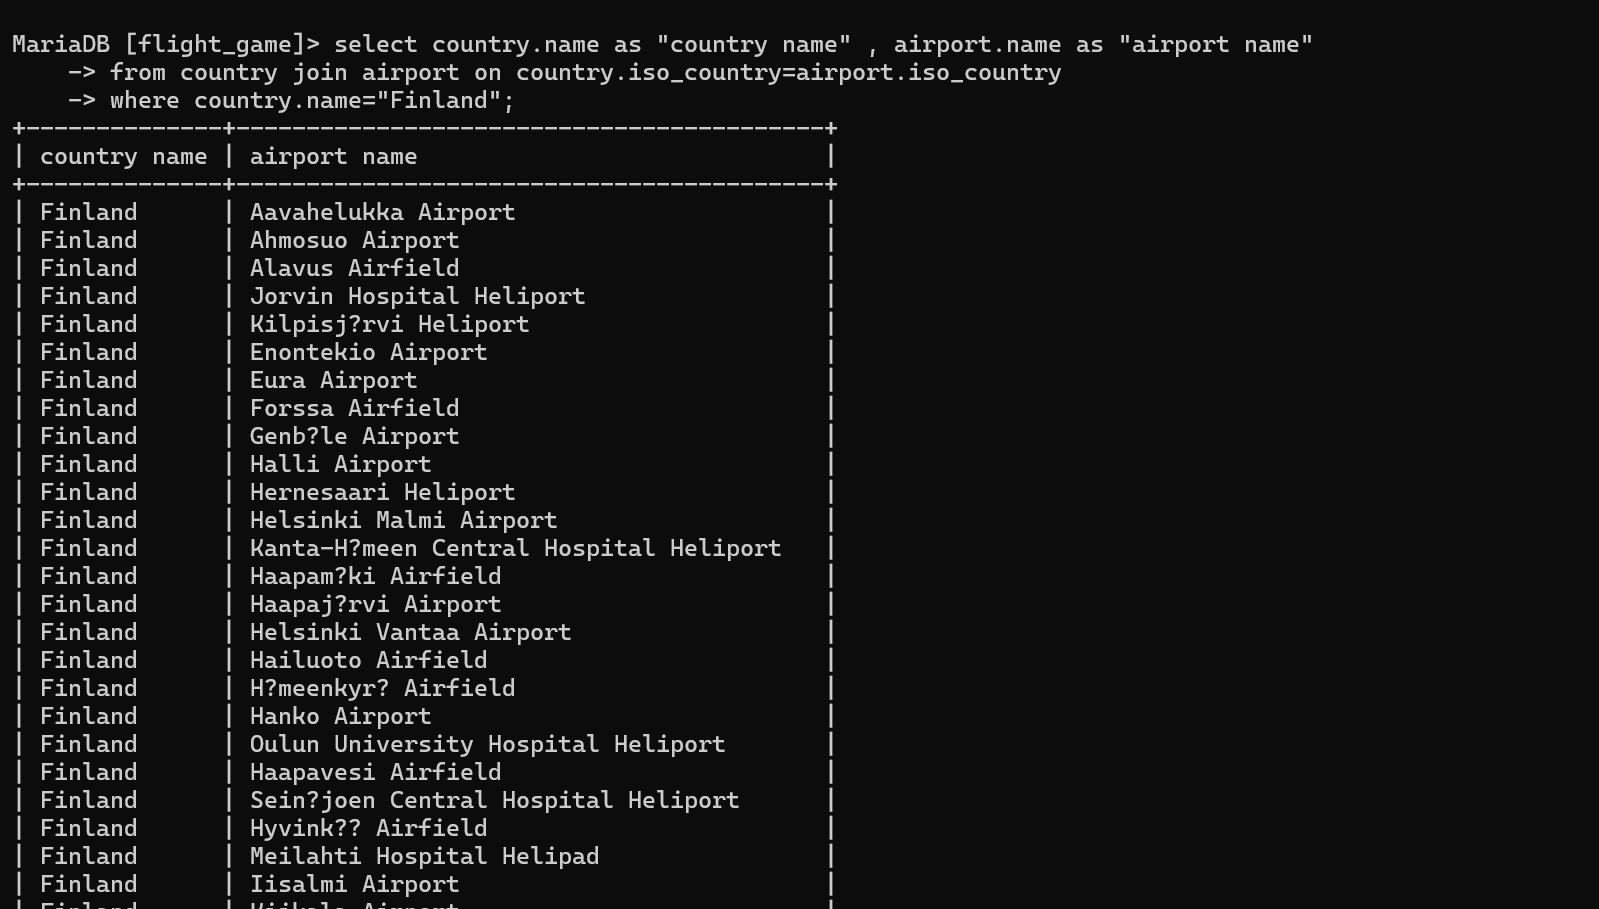 MariaDB [flight_game]> select country.name as "country name" , airport.name as "airport name"
    -> from country join airport on country.iso_country=airport.iso_country
    -> where country.name="Finland";
+--------------+------------------------------------------+
| country name | airport name                             |
+--------------+------------------------------------------+
| Finland      | Aavahelukka Airport                      |
| Finland      | Ahmosuo Airport                          |
| Finland      | Alavus Airfield                          |
| Finland      | Jorvin Hospital Heliport                 |
| Finland      | Kilpisj?rvi Heliport                     |
| Finland      | Enontekio Airport                        |
| Finland      | Eura Airport                             |
| Finland      | Forssa Airfield                          |
| Finland      | Genb?le Airport                          |
| Finland      | Halli Airport                            |
| Finland      | Hernesaari Heliport                      |
| Finland      | Helsinki Malmi Airport                   |
| Finland      | Kanta-H?meen Central Hospital Heliport   |
| Finland      | Haapam?ki Airfield                       |
| Finland      | Haapaj?rvi Airport                       |
| Finland      | Helsinki Vantaa Airport                  |
| Finland      | Hailuoto Airfield                        |
| Finland      | H?meenkyr? Airfield                      |
| Finland      | Hanko Airport                            |
| Finland      | Oulun University Hospital Heliport       |
| Finland      | Haapavesi Airfield                       |
| Finland      | Sein?joen Central Hospital Heliport      |
| Finland      | Hyvink?? Airfield                        |
| Finland      | Meilahti Hospital Helipad                |
| Finland      | Iisalmi Airport                          |